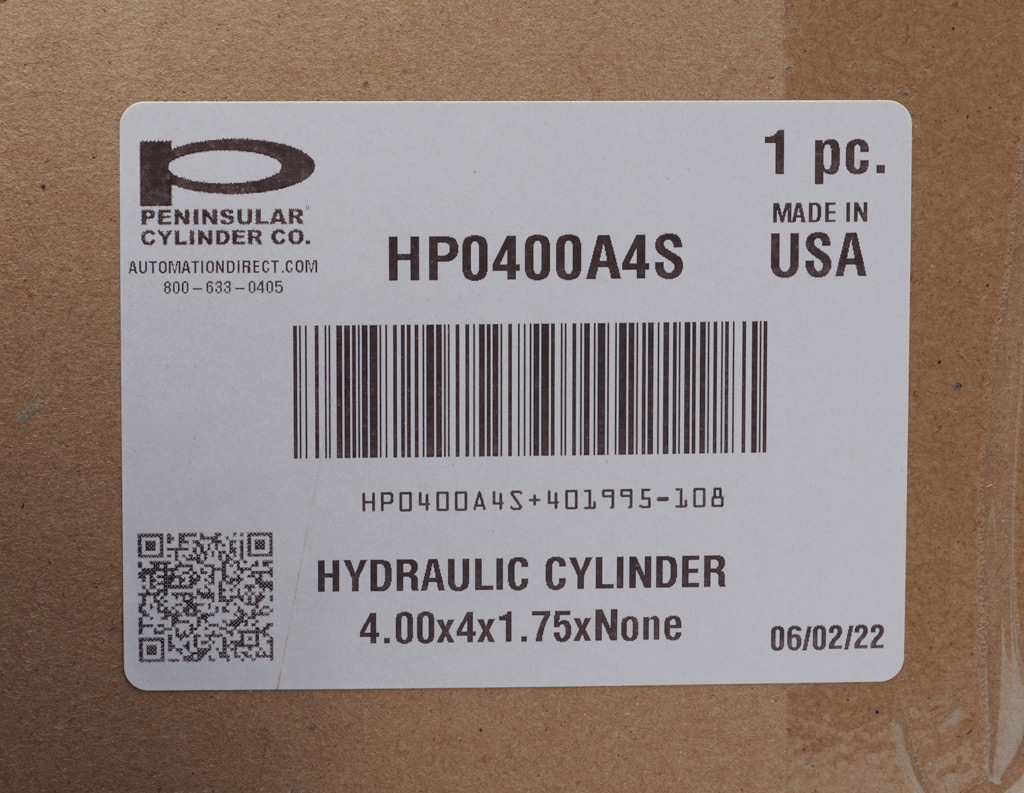 1 pc.
PENINSULAR®
CYLINDER CO.
AUTOMATIONDIRECT.COM
800-633-0405
MADE IN
USA
HP0400A4S
HP0400A4S+401995-108
HYDRAULIC CYLINDER
4.00x4x1.75xNone
06/02/22